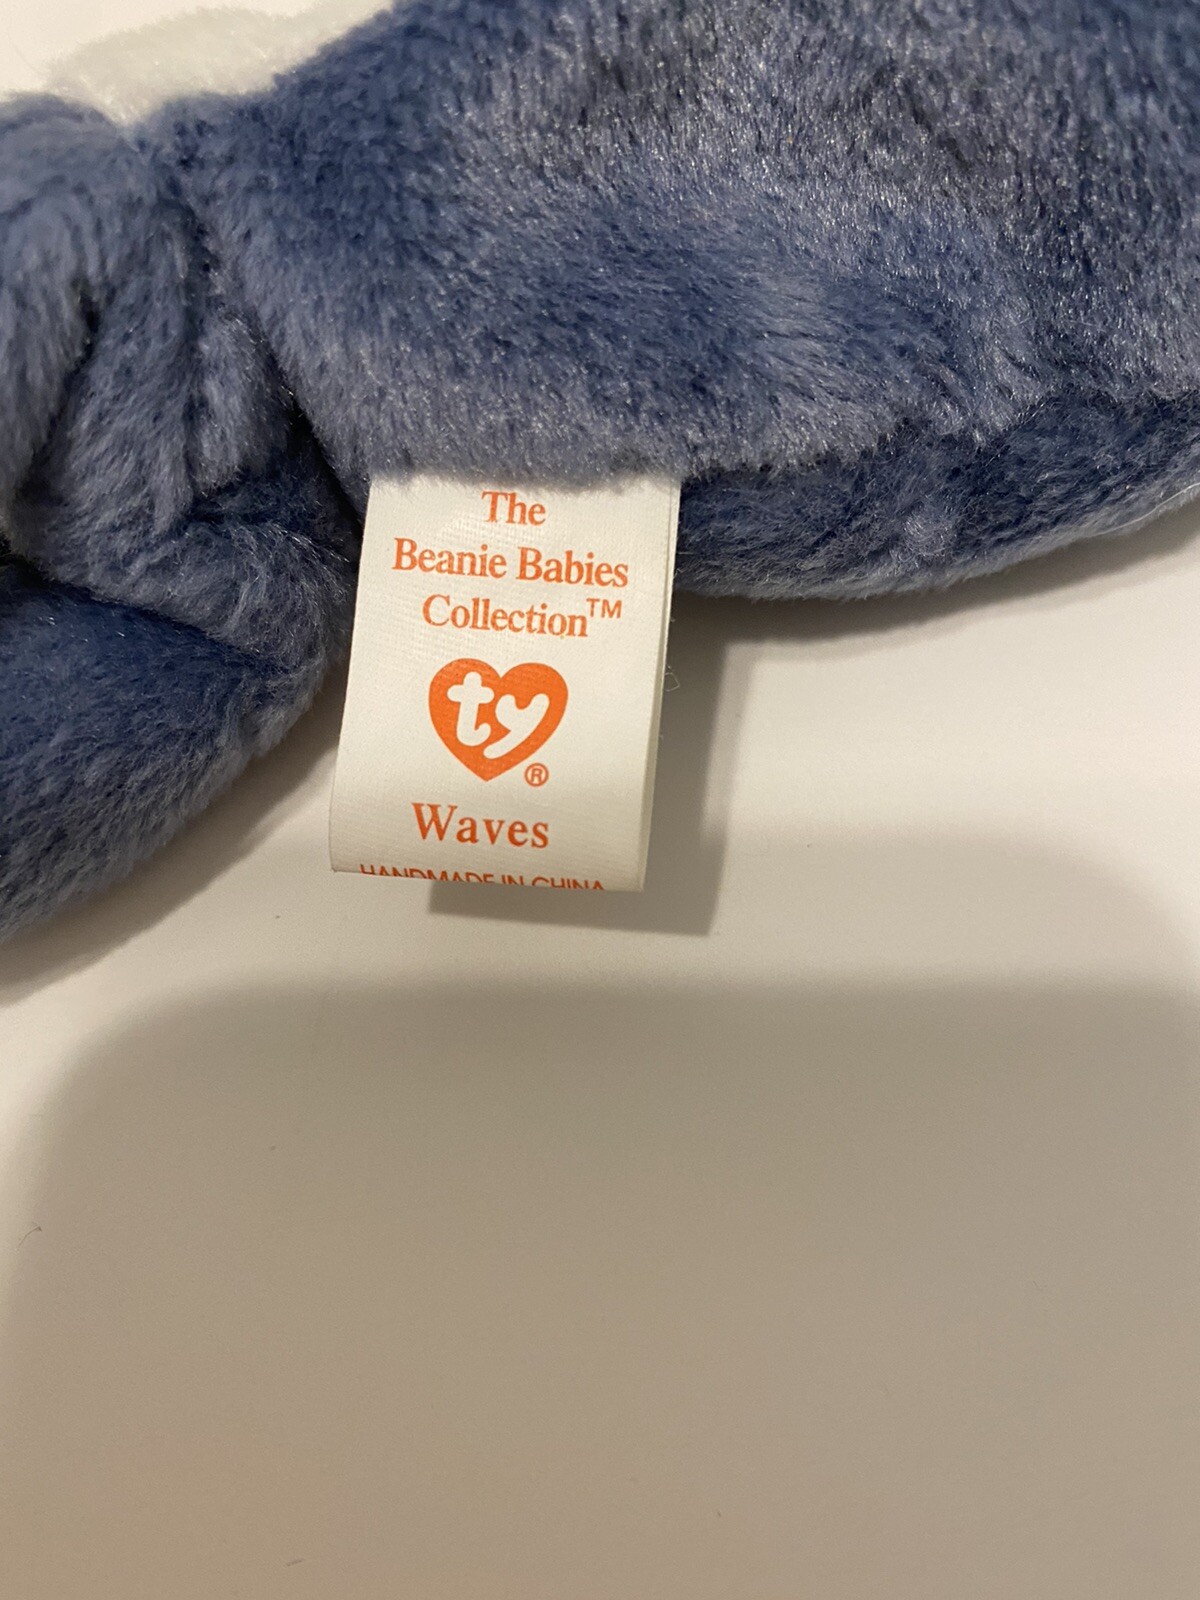 The
Beanie Babies
Collection™
ty®
Waves
HANDMADE IN CHINA